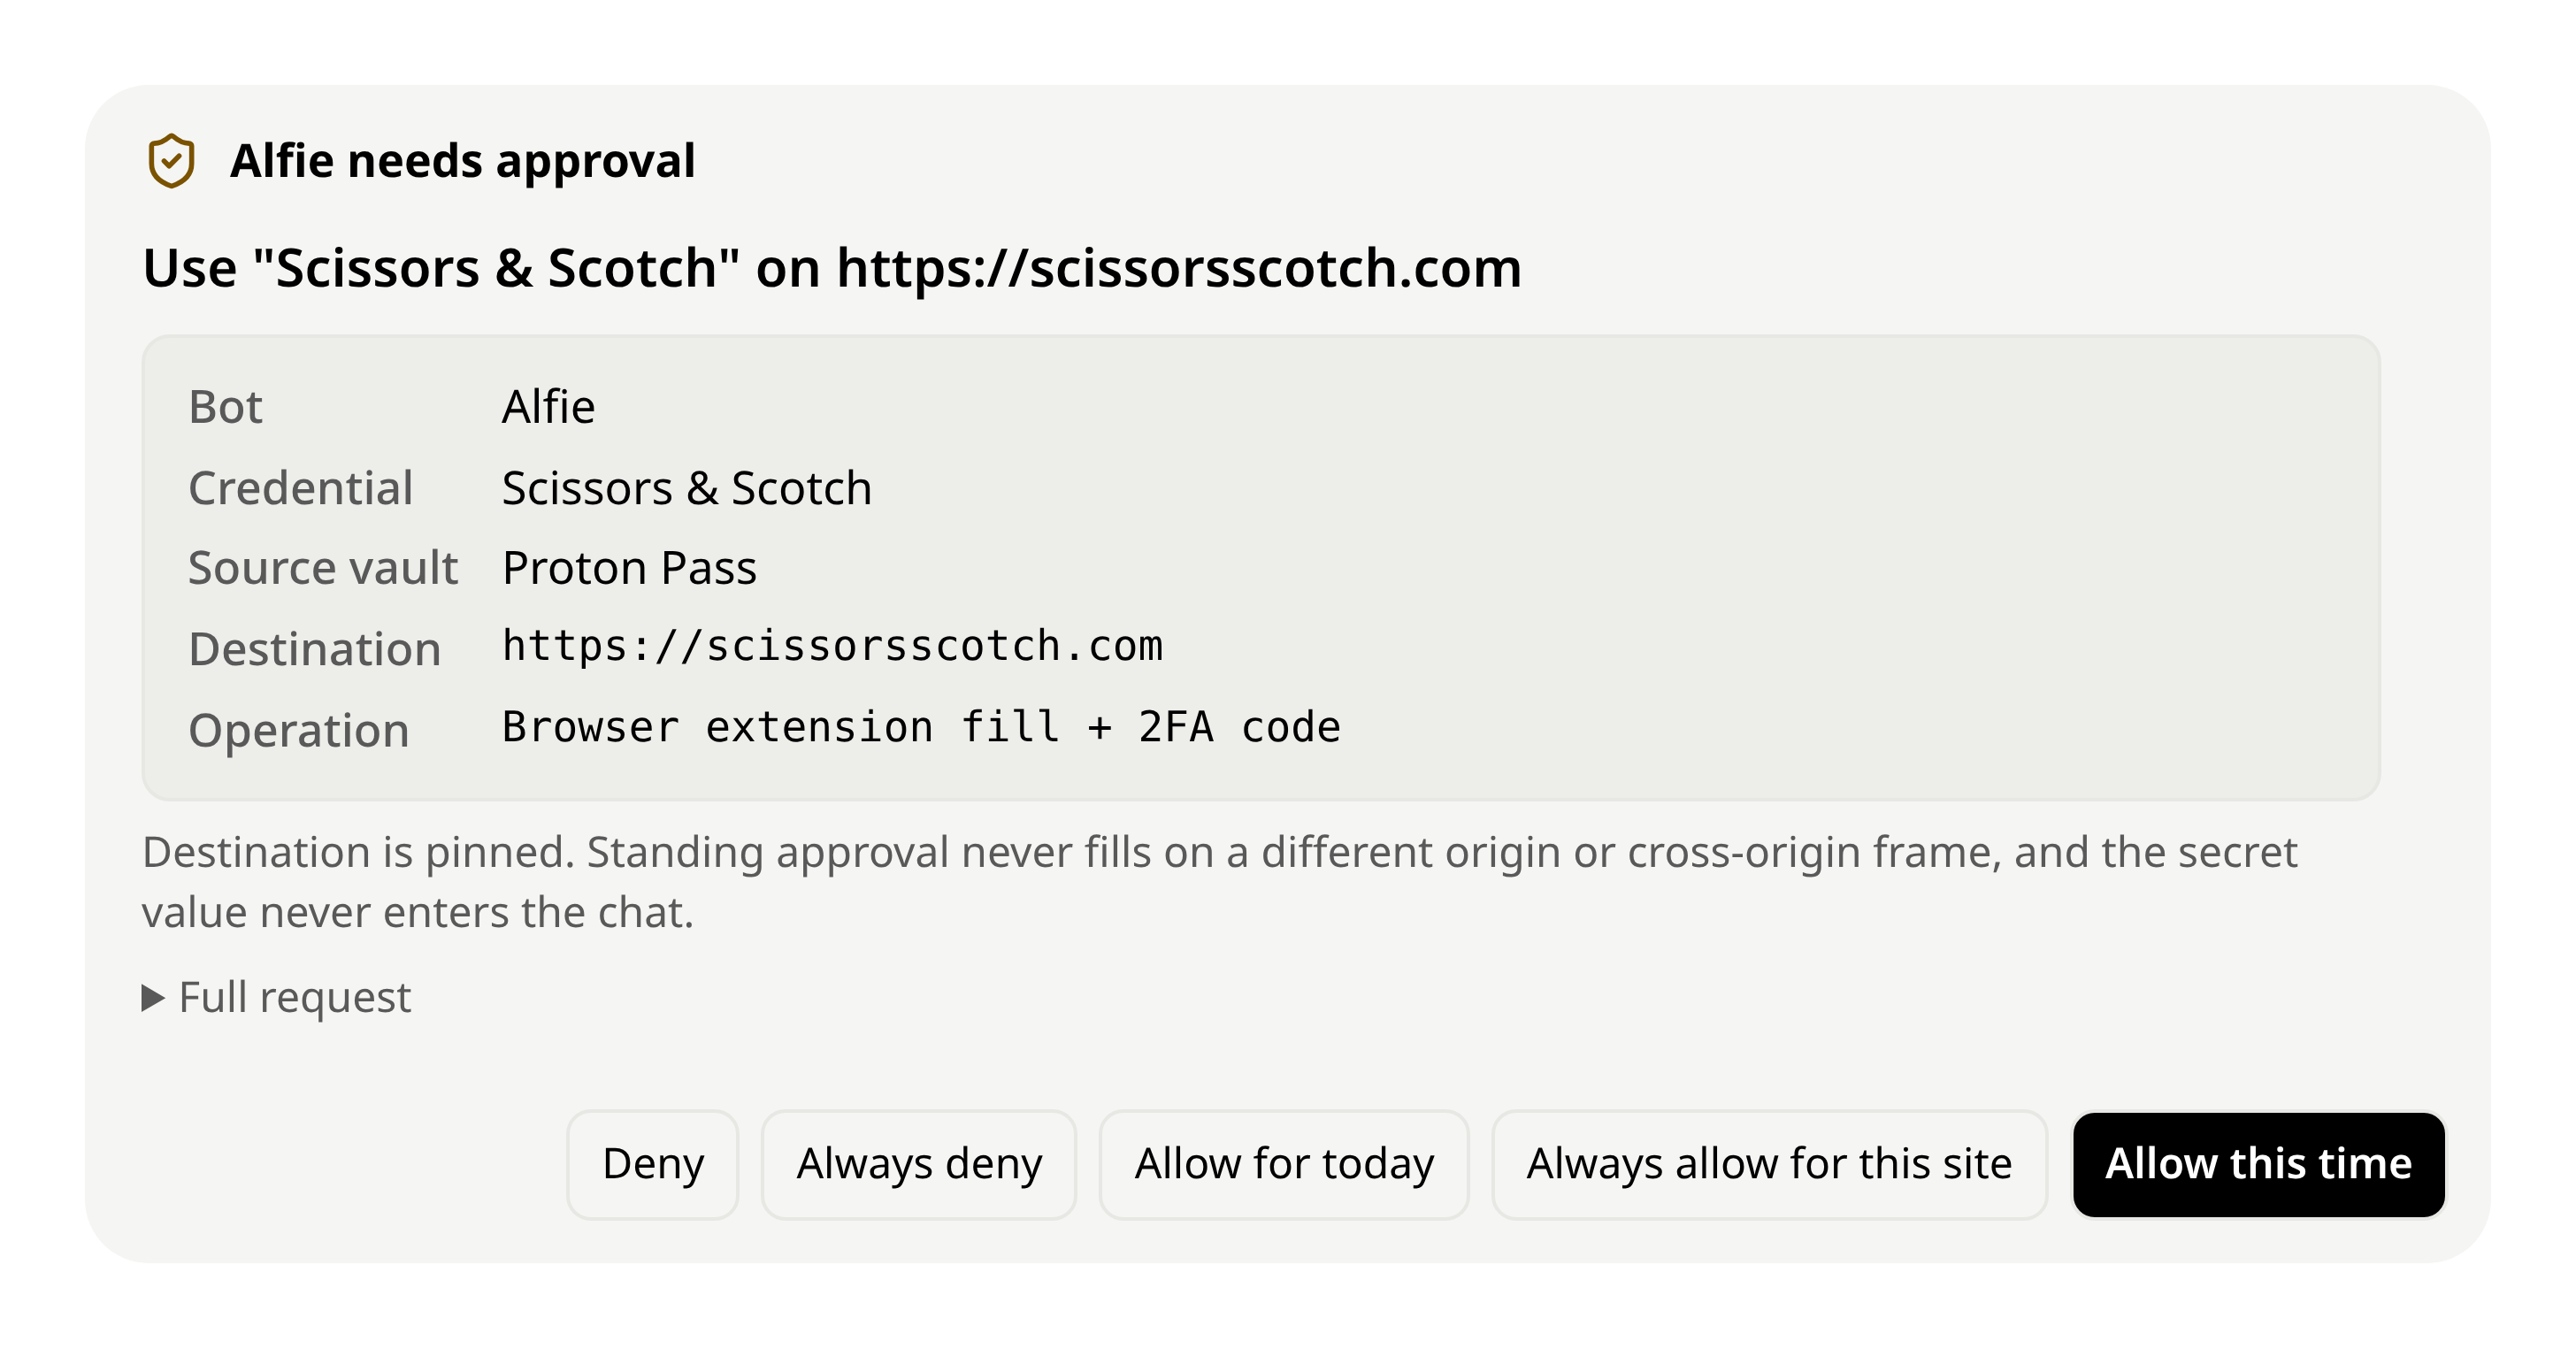 Alfie needs approval
Use "Scissors & Scotch" on https://scissorsscotch.com
Bot Alfie
Credential Scissors & Scotch
Source vault Proton Pass
Destination https://scissorsscotch.com
Operation Browser extension fill + 2FA code
Destination is pinned. Standing approval never fills on a different origin or cross-origin frame, and the secret
value never enters the chat.
Full request
Deny Always deny Allow for today Always allow for this site Allow this time